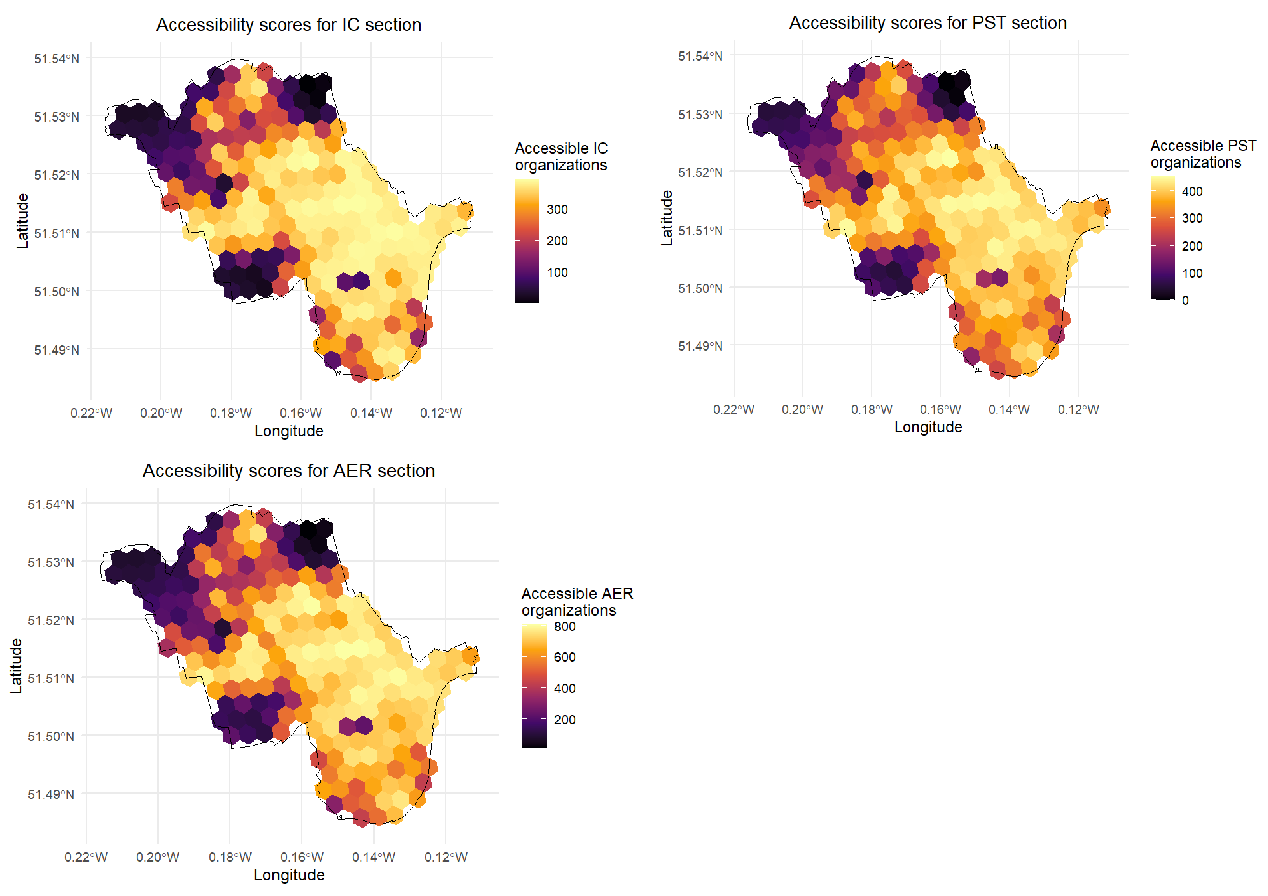 Accessibility scores for IC section
51.54°N
51.53°N
51.52°N
51.51°N
51.50°N
51.49°N
Latitude
0.22°W 0.20°W 0.18°W 0.16°W 0.14°W 0.12°W
Longitude
Accessible IC
organizations
300
200
100
Accessibility scores for PST section
51.54°N
51.53°N
51.52°N
51.51°N
51.50°N
51.49°N
Latitude
0.22°W 0.20°W 0.18°W 0.16°W 0.14°W 0.12°W
Longitude
Accessible PST
organizations
400
300
200
100
0
Accessibility scores for AER section
51.54°N
51.53°N
51.52°N
51.51°N
51.50°N
51.49°N
Latitude
0.22°W 0.20°W 0.18°W 0.16°W 0.14°W 0.12°W
Longitude
Accessible AER
organizations
800
600
400
200